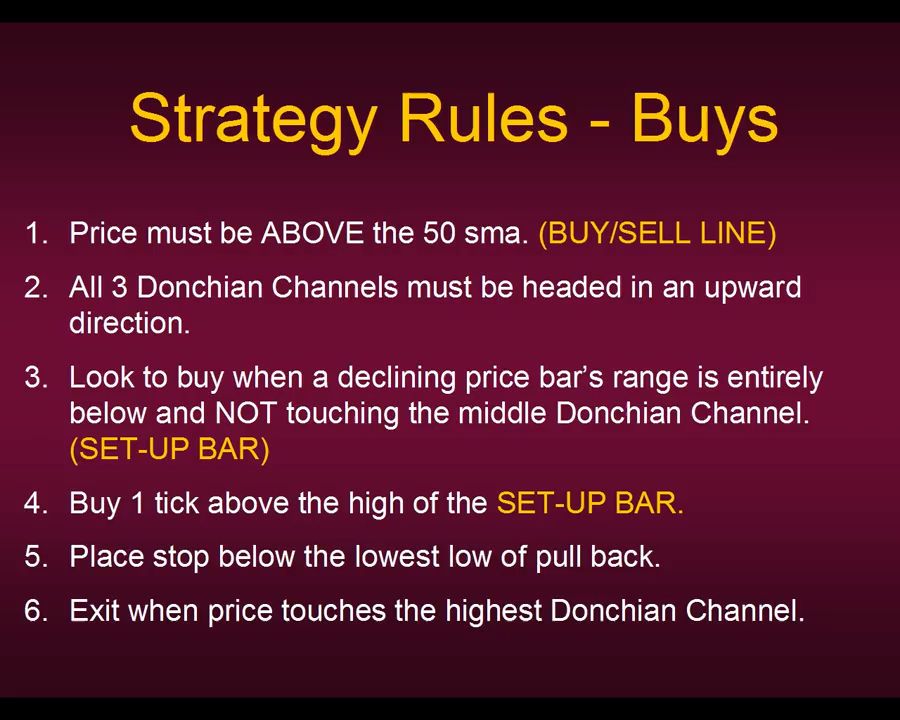 Strategy Rules - Buys
1. Price must be ABOVE the 50 sma. (BUY/SELL LINE)
2. All 3 Donchian Channels must be headed in an upward
direction.
3. Look to buy when a declining price bar's range is entirely
below and NOT touching the middle Donchian Channel.
(SET-UP BAR)
4. Buy 1 tick above the high of the SET-UP BAR.
5. Place stop below the lowest low of pull back.
6. Exit when price touches the highest Donchian Channel.